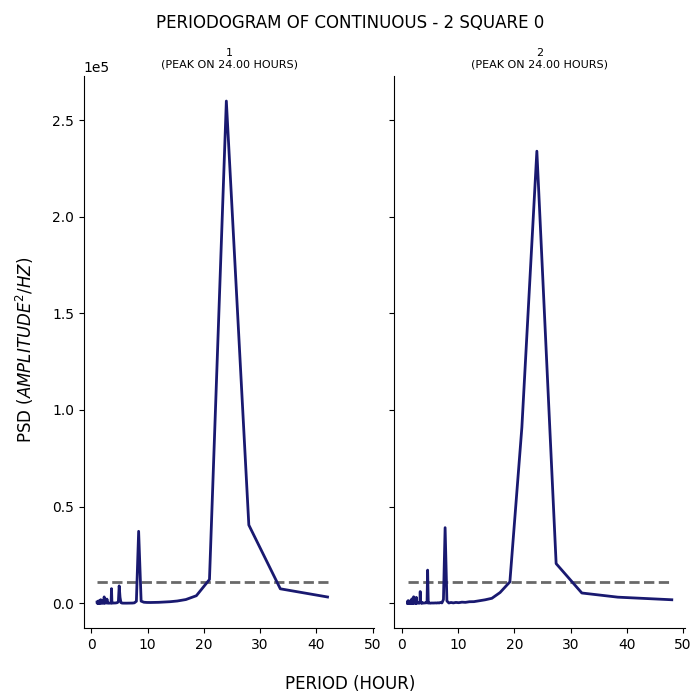 PERIODOGRAM OF CONTINUOUS - 2 SQUARE 0
1
(PEAK ON 24.00 HOURS)
2
(PEAK ON 24.00 HOURS)
1e5
2.5
2.0
1.5
1.0
0.5
0.0
PSD (AMPLITUDE²/HZ)
0 10 20 30 40 50
0 10 20 30 40 50
PERIOD (HOUR)